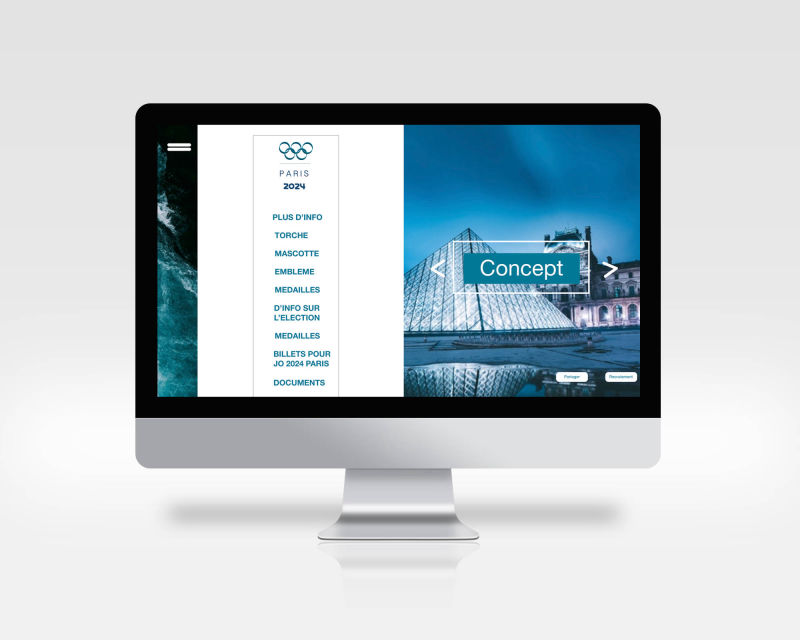 PARIS
2024
PLUS D'INFO
TORCHE
MASCOTTE
EMBLEME
MEDAILLES
D'INFO SUR
L'ELECTION
MEDAILLES
BILLETS POUR
JO 2024 PARIS
DOCUMENTS
< Concept >
Partager
Recrutement